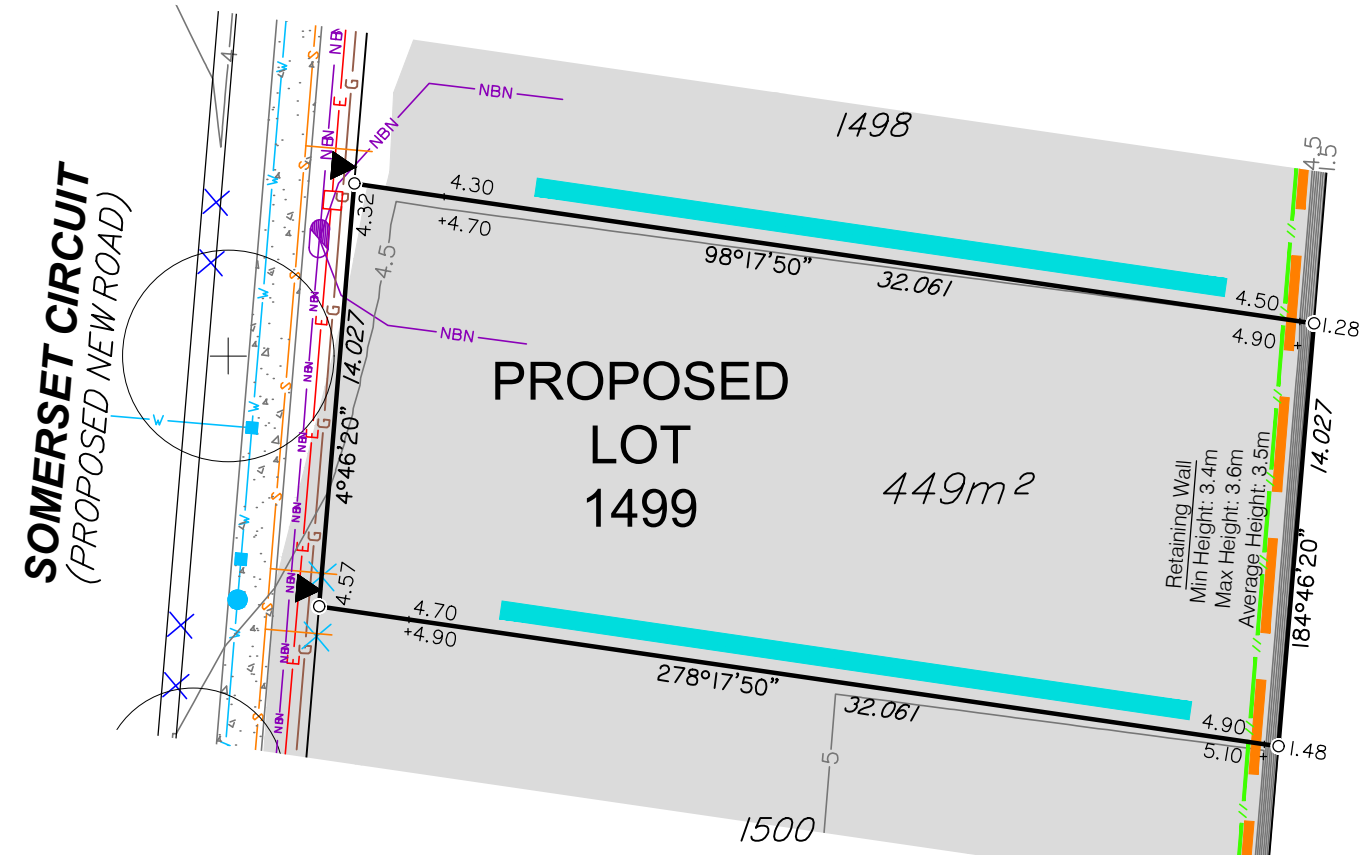 SOMERSET CIRCUIT
(PROPOSED NEW ROAD)
4
W
S
NBN
E
G
NBN
NBN
1498
4.5
1.5
4.32
4.30
+4.70
98°17'50"
32.061
4.50
4.90
1.28
4.5
14.027
4°46'20"
NBN
PROPOSED
LOT
1499
449m²
Retaining Wall
Min Height: 3.4m
Max Height: 3.6m
Average Height: 3.5m
14.027
184°46'20"
4.57
4.70
+4.90
278°17'50"
32.061
4.90
5.10
1.48
5
1500